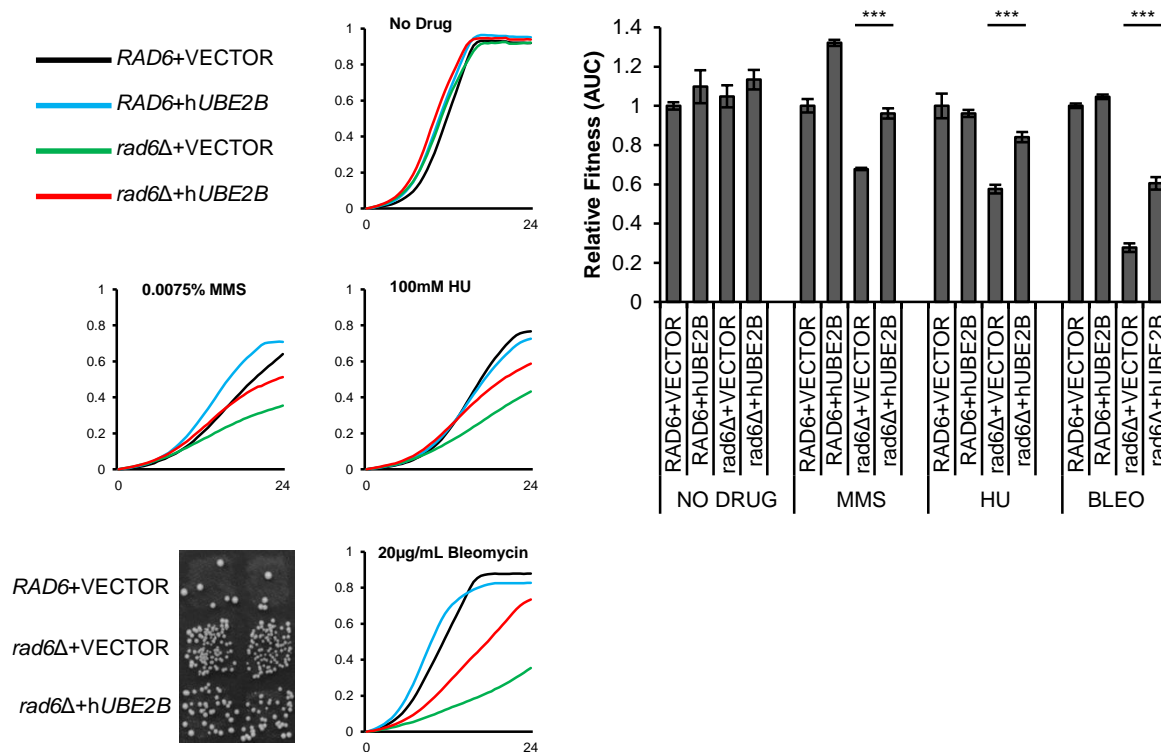 RAD6+VECTOR
RAD6+hUBE2B
rad6Δ+VECTOR
rad6Δ+hUBE2B
No Drug
1
0.8
0.6
0.4
0.2
0
0
24
0.0075% MMS
1
0.8
0.6
0.4
0.2
0
0
24
100mM HU
1
0.8
0.6
0.4
0.2
0
0
24
RAD6+VECTOR
rad6Δ+VECTOR
rad6Δ+hUBE2B
20µg/mL Bleomycin
1
0.8
0.6
0.4
0.2
0
0
24
Relative Fitness (AUC)
1.4
1.2
1
0.8
0.6
0.4
0.2
0
***
***
***
RAD6+VECTOR
RAD6+hUBE2B
rad6Δ+VECTOR
rad6Δ+hUBE2B
RAD6+VECTOR
RAD6+hUBE2B
rad6Δ+VECTOR
rad6Δ+hUBE2B
RAD6+VECTOR
RAD6+hUBE2B
rad6Δ+VECTOR
rad6Δ+hUBE2B
RAD6+VECTOR
RAD6+hUBE2B
rad6Δ+VECTOR
rad6Δ+hUBE2B
NO DRUG
MMS
HU
BLEO